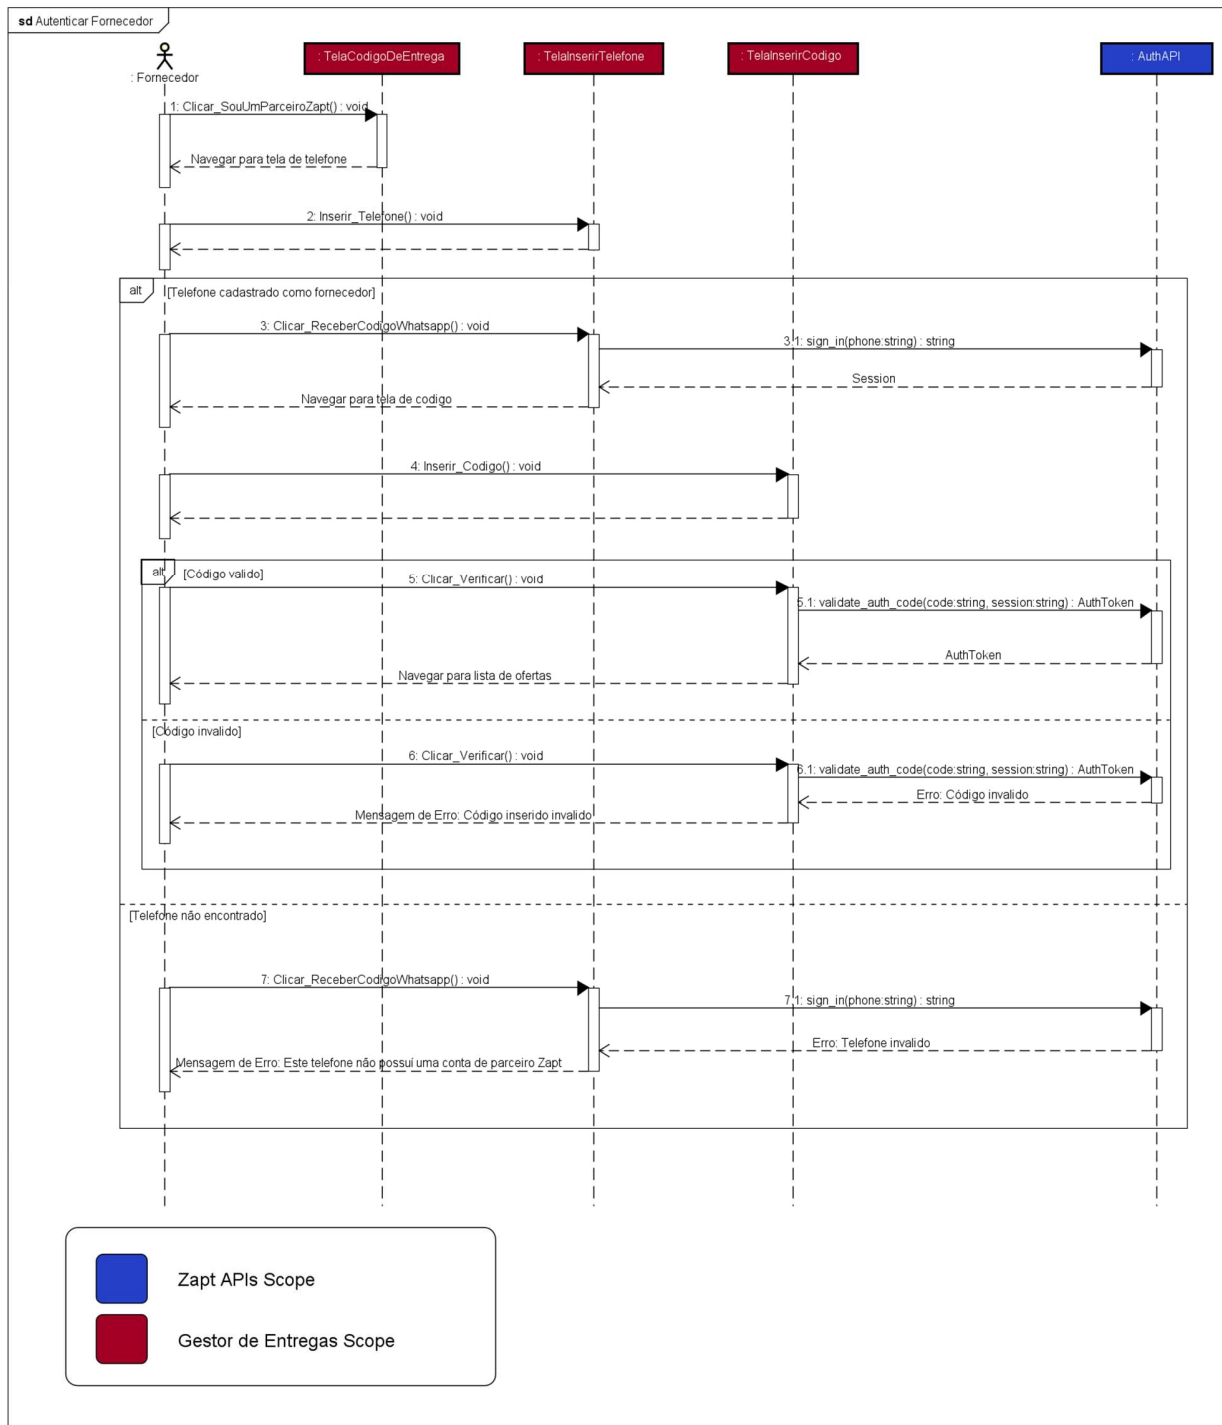 sd Autenticar Fornecedor
: Fornecedor
: TelaCodigoDeEntrega
: TelaInserirTelefone
: TelaInserirCodigo
: AuthAPI
1: Clicar_SouUmParceiroZapt() : void
Navegar para tela de telefone
2: Inserir_Telefone() : void
alt
[Telefone cadastrado como fornecedor]
3: Clicar_ReceberCodigoWhatsapp() : void
3.1: sign_in(phone:string) : string
Session
Navegar para tela de codigo
4: Inserir_Codigo() : void
alt
[Código valido]
5: Clicar_Verificar() : void
5.1: validate_auth_code(code:string, session:string) : AuthToken
AuthToken
Navegar para lista de ofertas
[Código invalido]
6: Clicar_Verificar() : void
6.1: validate_auth_code(code:string, session:string) : AuthToken
Erro: Código invalido
Mensagem de Erro: Código inserido invalido
[Telefone não encontrado]
7: Clicar_ReceberCodigoWhatsapp() : void
7.1: sign_in(phone:string) : string
Erro: Telefone invalido
Mensagem de Erro: Este telefone não possuí uma conta de parceiro Zapt
Zapt APIs Scope
Gestor de Entregas Scope